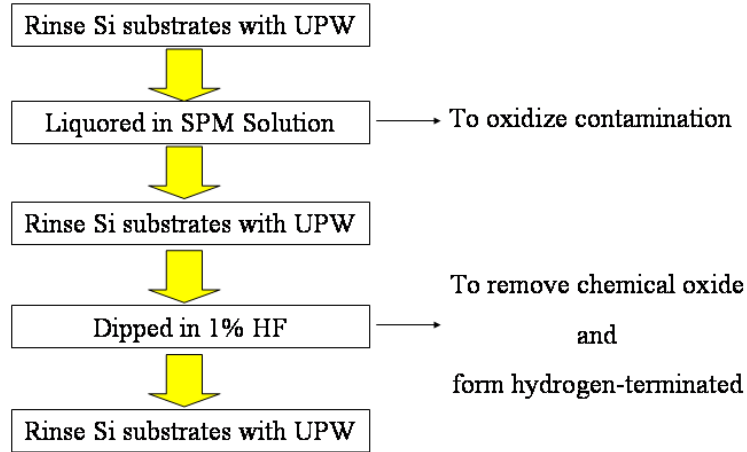 Rinse Si substrates with UPW
Liquored in SPM Solution
To oxidize contamination
Rinse Si substrates with UPW
To remove chemical oxide
Dipped in 1% HF
and
form hydrogen-terminated
Rinse Si substrates with UPW